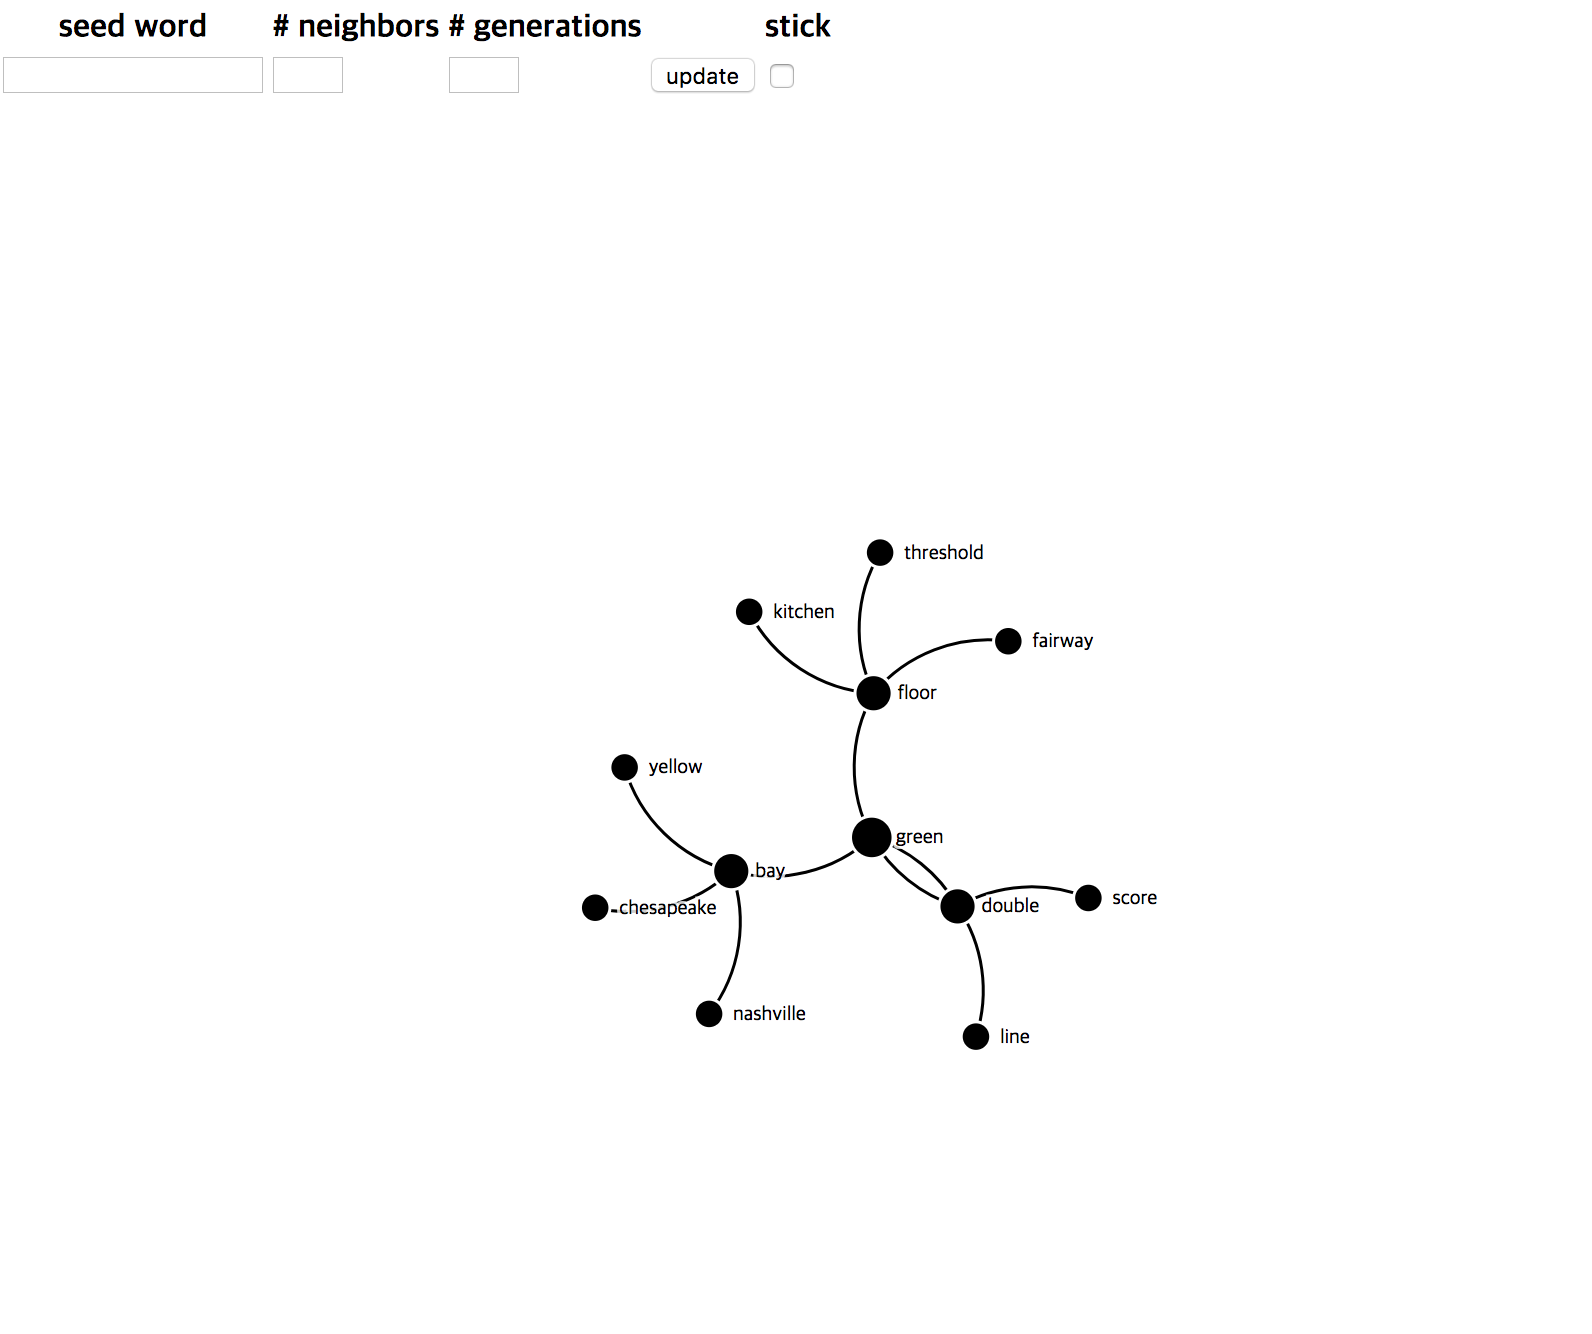 seed word # neighbors # generations stick
update
threshold
kitchen
fairway
floor
yellow
green
bay
chesapeake
double
score
nashville
line